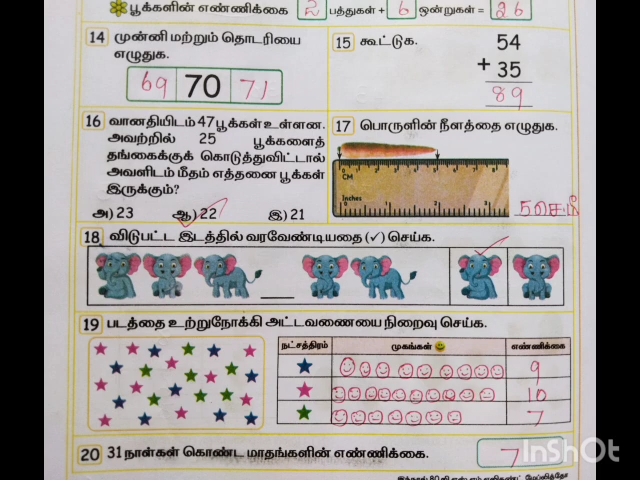 பூக்களின் எண்ணிக்கை 2 பத்துகள் + 6 ஒன்றுகள் = 26
14 முன்னி மற்றும் தொடரியை
எழுதுக.
69 70 71
15 கூட்டுக.
54
+ 35
89
16 வானதியிடம் 47 பூக்கள் உள்ளன.
அவற்றில் 25 பூக்களைத்
தங்கைக்குக் கொடுத்துவிட்டால்
அவளிடம் மீதம் எத்தனை பூக்கள்
இருக்கும்?
அ) 23 ஆ) 22 இ) 21
17 பொருளின் நீளத்தை எழுதுக.
CM
Inches
5 செ.மீ
18 விடுபட்ட இடத்தில் வரவேண்டியதை (✓) செய்க.
19 படத்தை உற்றுநோக்கி அட்டவணையை நிறைவு செய்க.
நட்சத்திரம் முகங்கள் எண்ணிக்கை
9
10
7
20 31 நாள்கள் கொண்ட மாதங்களின் எண்ணிக்கை. 7
InShOt